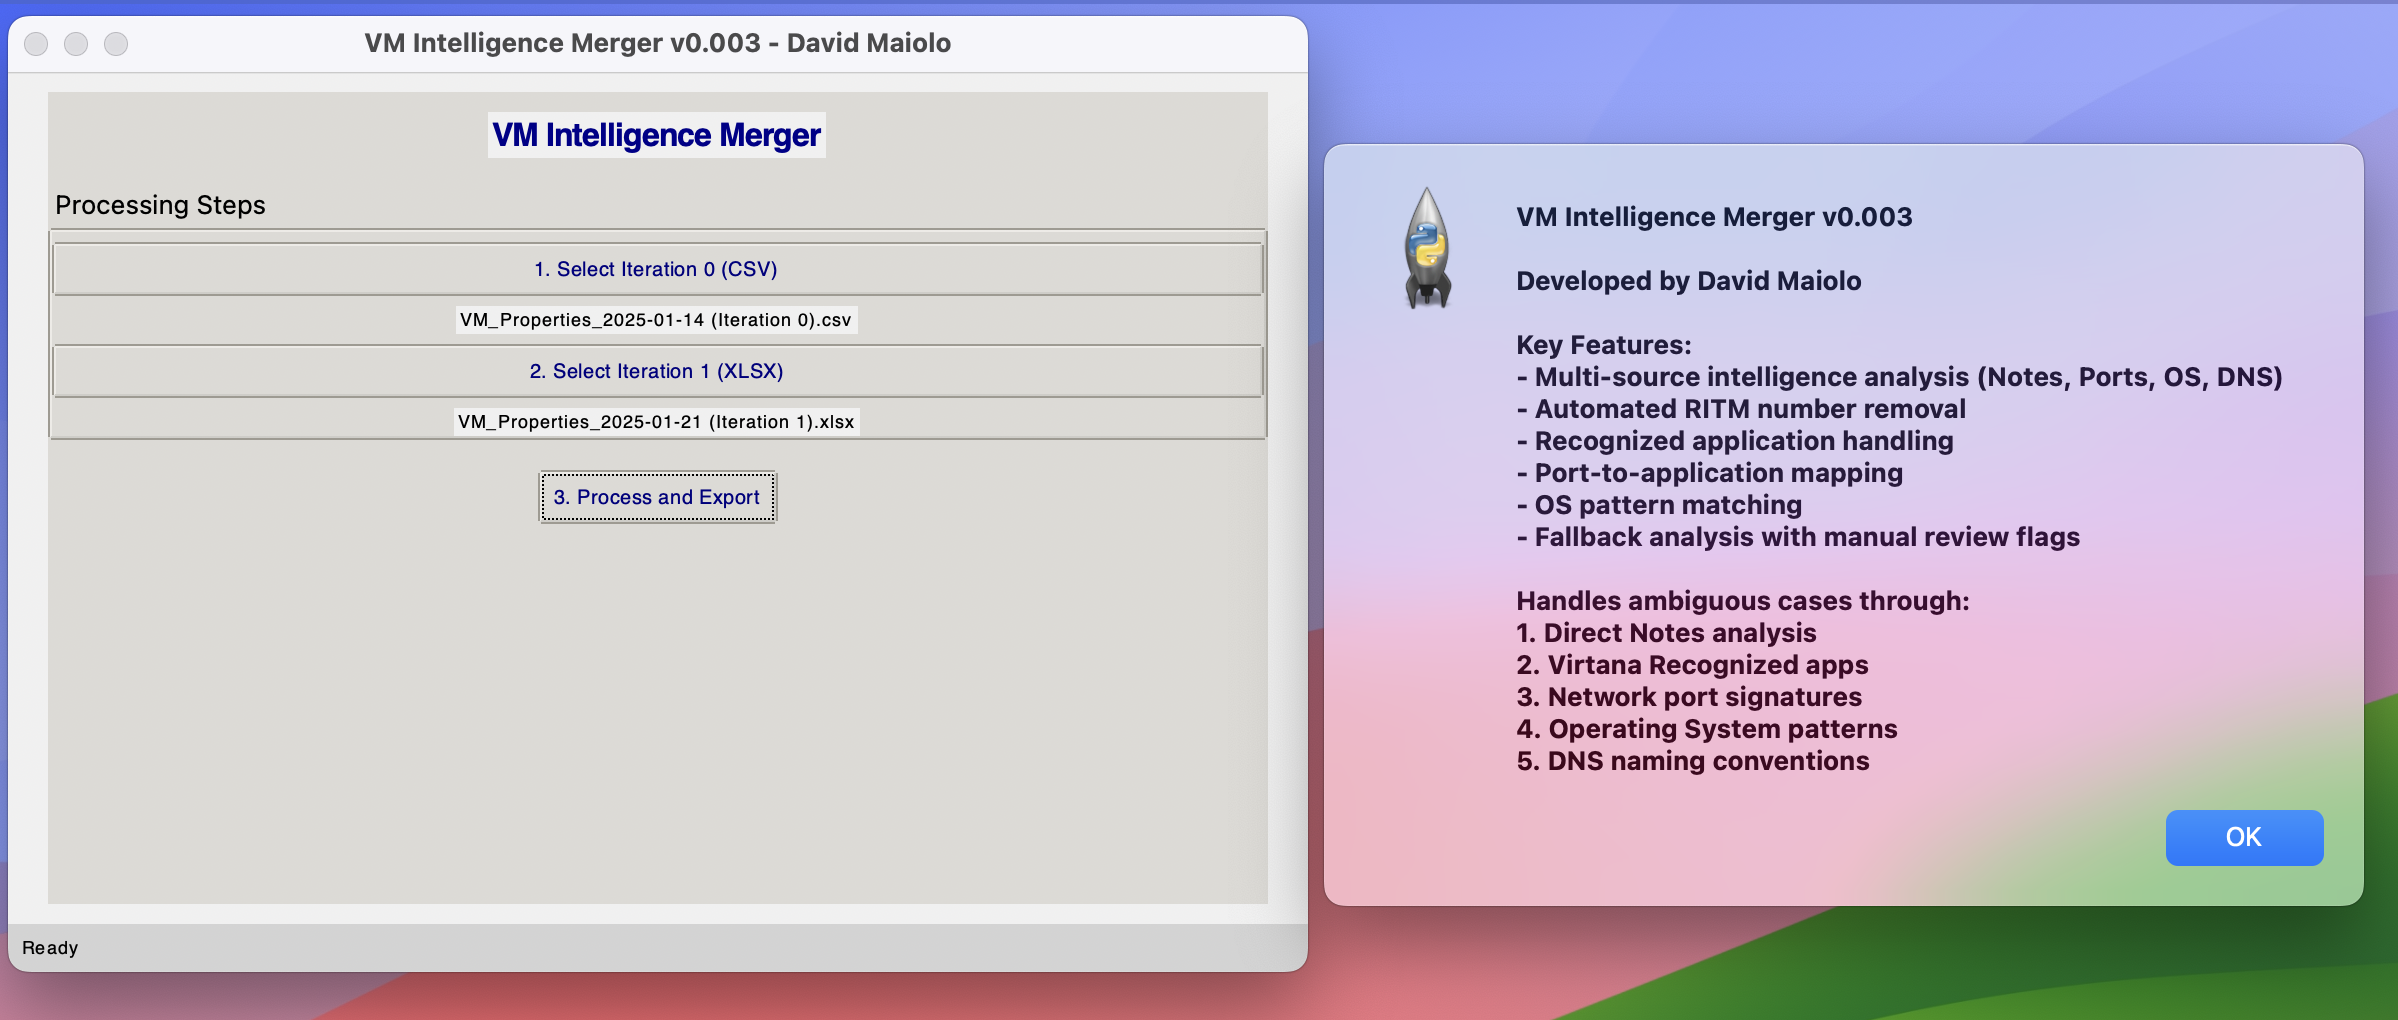 VM Intelligence Merger v0.003 - David Maiolo
VM Intelligence Merger
Processing Steps
1. Select Iteration 0 (CSV)
VM_Properties_2025-01-14 (Iteration 0).csv
2. Select Iteration 1 (XLSX)
VM_Properties_2025-01-21 (Iteration 1).xlsx
3. Process and Export
Ready
VM Intelligence Merger v0.003
Developed by David Maiolo
Key Features:
- Multi-source intelligence analysis (Notes, Ports, OS, DNS)
- Automated RITM number removal
- Recognized application handling
- Port-to-application mapping
- OS pattern matching
- Fallback analysis with manual review flags
Handles ambiguous cases through:
1. Direct Notes analysis
2. Virtana Recognized apps
3. Network port signatures
4. Operating System patterns
5. DNS naming conventions
OK